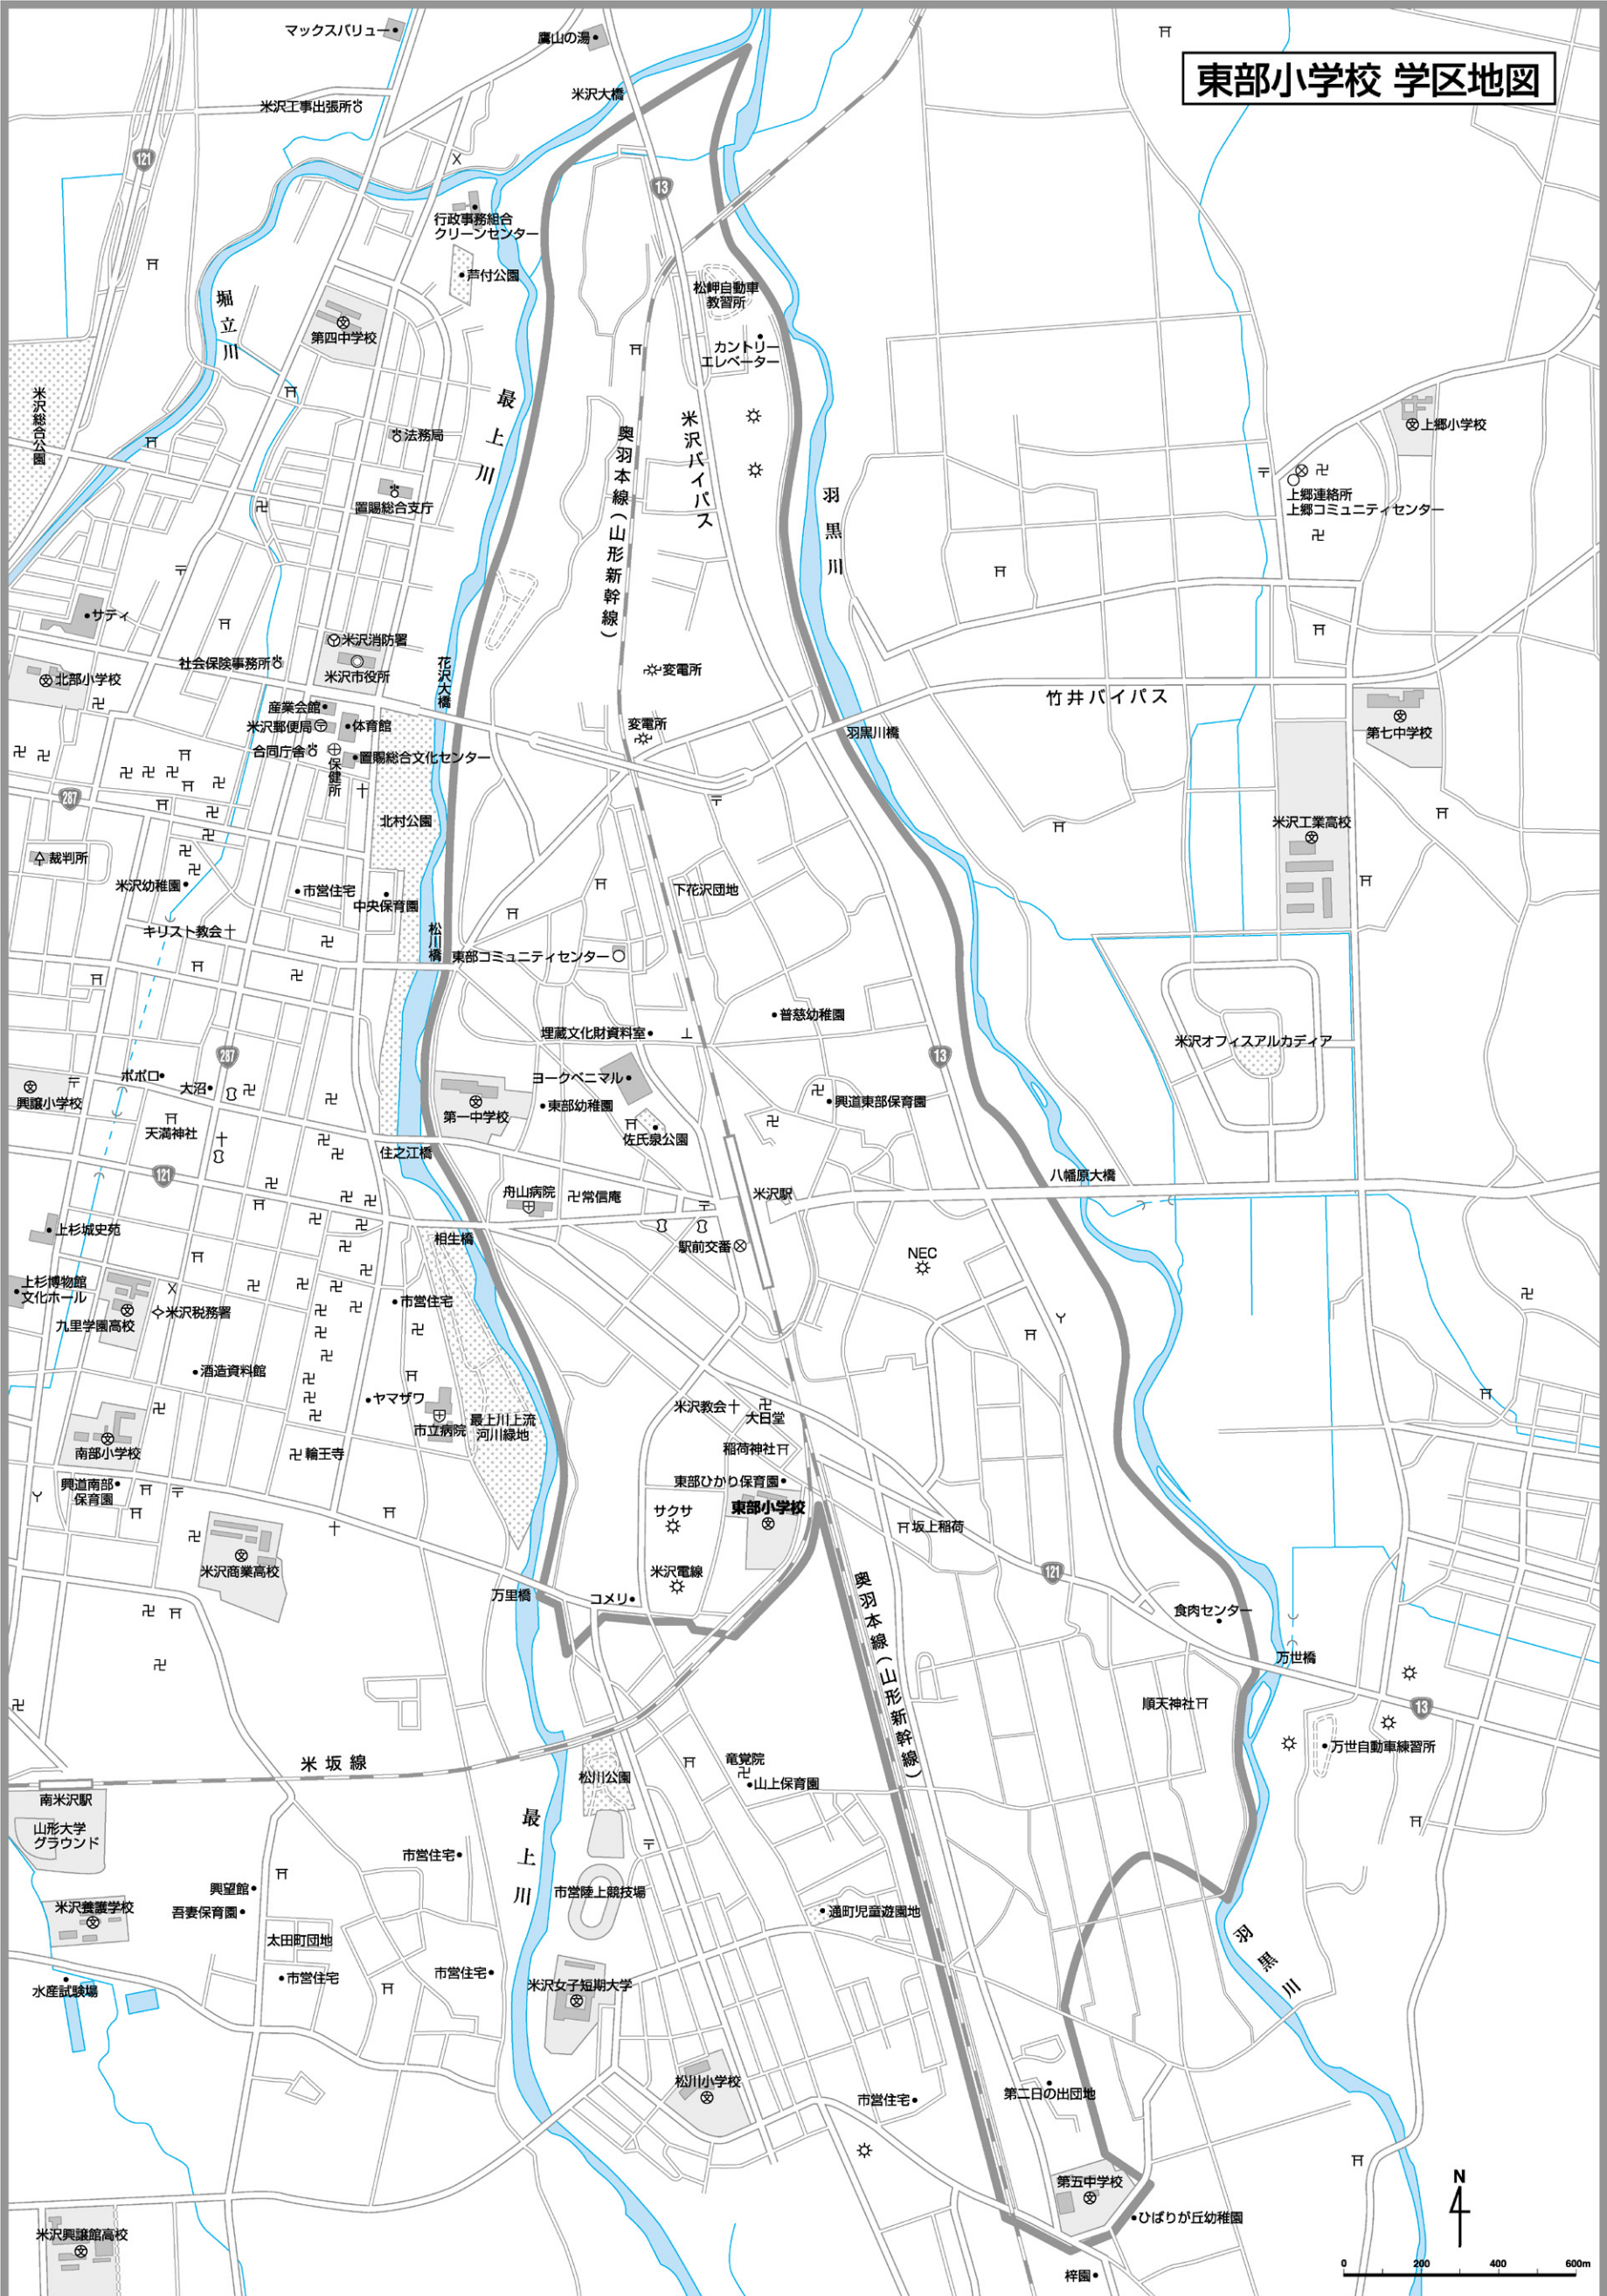 東部小学校 学区地図
マックスバリュー
鷹山の湯
米沢大橋
米沢工事出張所
121
13
行政事務組合
クリーンセンター
芦付公園
堀立川
第四中学校
松岬自動車
教習所
カントリー
エレベーター
米沢総合公園
最上川
法務局
置賜総合支庁
奥羽本線(山形新幹線)
米沢バイパス
羽黒川
上郷小学校
上郷連絡所
上郷コミュニティセンター
サティ
米沢消防署
米沢市役所
社会保険事務所
北部小学校
花沢大橋
変電所
変電所
産業会館
米沢郵便局
体育館
合同庁舎
保健所
置賜総合文化センター
羽黒川橋
竹井バイパス
第七中学校
287
北村公園
裁判所
米沢幼稚園
市営住宅
中央保育園
下花沢団地
米沢工業高校
キリスト教会
松川橋
東部コミュニティセンター
埋蔵文化財資料室
普慈幼稚園
米沢オフィスアルカディア
287
13
ポポロ
大沼
興譲小学校
天満神社
ヨークベニマル
第一中学校
東部幼稚園
興道東部保育園
佐氏泉公園
住之江橋
121
八幡原大橋
舟山病院
常信庵
米沢駅
上杉城史苑
相生橋
駅前交番
NEC
上杉博物館
文化ホール
九里学園高校
米沢税務署
市営住宅
酒造資料館
ヤマザワ
市立病院
最上川上流
河川緑地
米沢教会
大日堂
稲荷神社
南部小学校
輪王寺
興道南部
保育園
東部ひかり保育園
東部小学校
サクサ
坂上稲荷
米沢商業高校
米沢電線
121
万里橋
コメリ
食肉センター
万世橋
奥羽本線(山形新幹線)
順天神社
13
万世自動車練習所
米坂線
南米沢駅
松川公園
竜覚院
山上保育園
山形大学
グラウンド
最上川
市営住宅
興望館
市営陸上競技場
米沢養護学校
吾妻保育園
通町児童遊園地
太田町団地
羽黒川
水産試験場
市営住宅
市営住宅
米沢女子短期大学
松川小学校
市営住宅
第二日の出団地
第五中学校
ひばりが丘幼稚園
米沢興譲館高校
梓園
N
0 200 400 600m